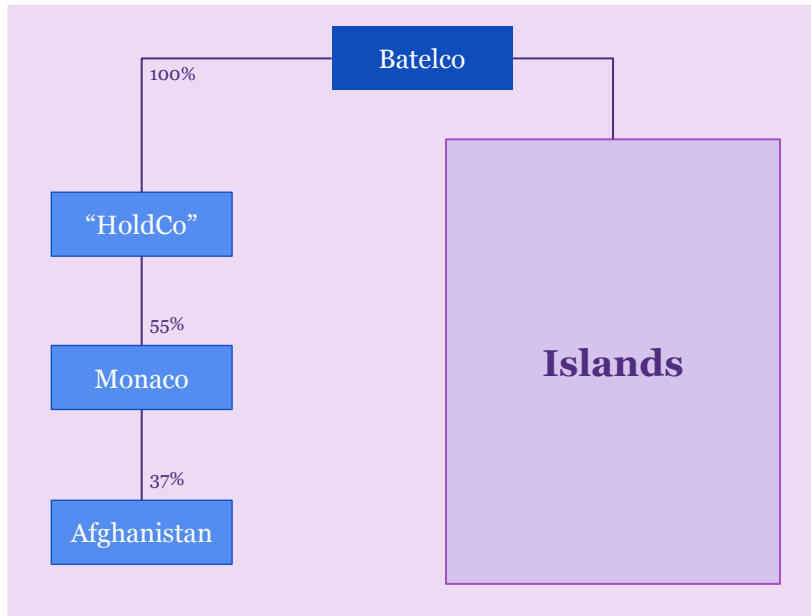 Batelco
100%
“HoldCo”
55%
Monaco
Islands
37%
Afghanistan